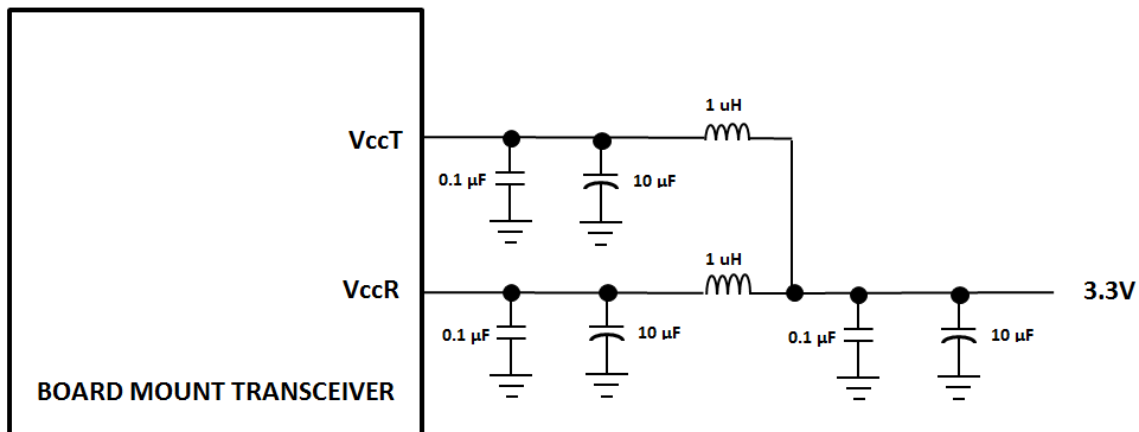 1 uH
VccT
0.1 µF
10 µF
1 uH
VccR
3.3V
0.1 µF
10 µF
0.1 µF
10 µF
BOARD MOUNT TRANSCEIVER